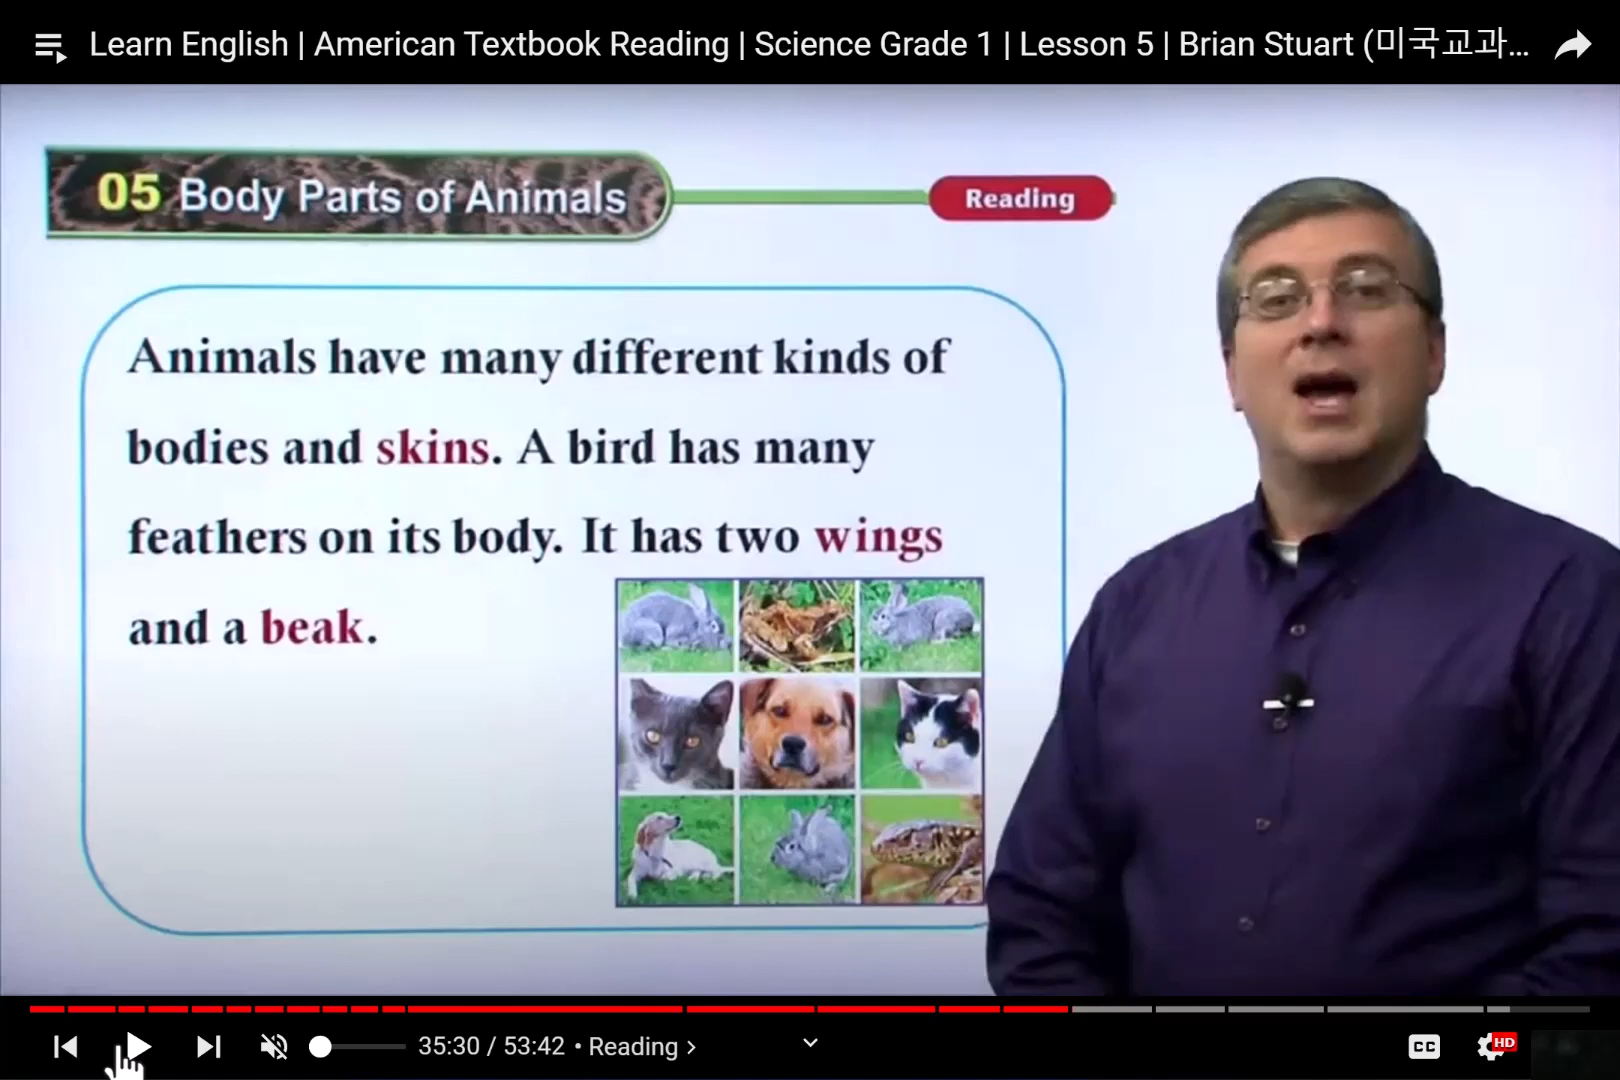 Learn English | American Textbook Reading | Science Grade 1 | Lesson 5 | Brian Stuart (미국교과...
05 Body Parts of Animals
Reading
Animals have many different kinds of
bodies and skins. A bird has many
feathers on its body. It has two wings
and a beak.
35:30 / 53:42 • Reading >
CC
HD